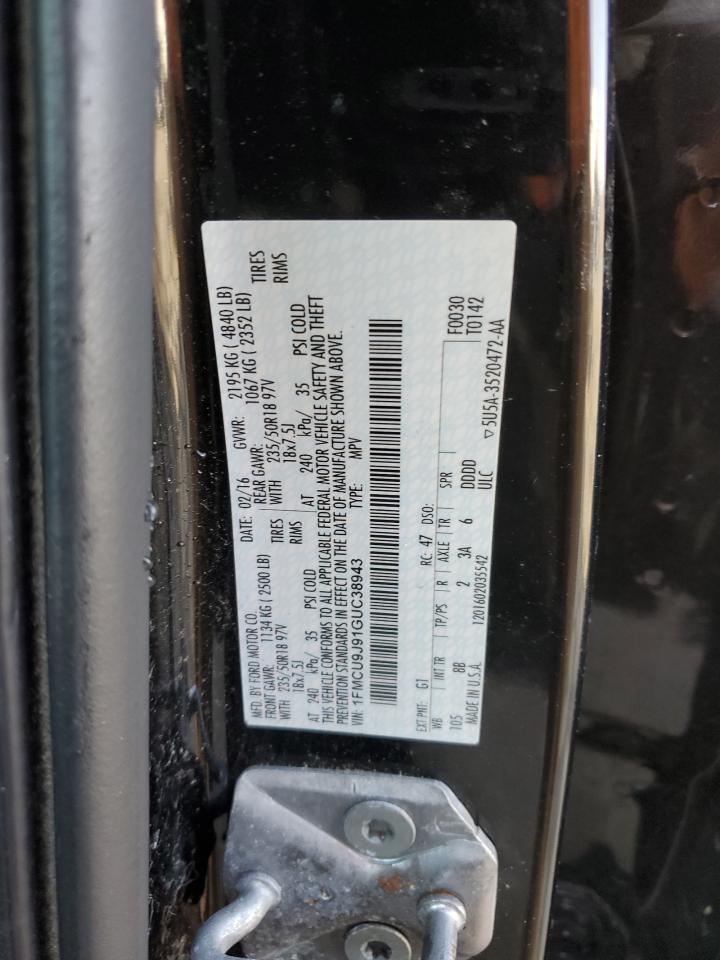 MFD. BY FORD MOTOR CO. DATE: 02/16 GVWR: 2195 KG ( 4840 LB)
FRONT GAWR: 1134 KG ( 2500 LB) REAR GAWR: 1067 KG ( 2352 LB)
WITH 235/50R18 97V TIRES WITH 235/50R18 97V TIRES
18x7.5J RIMS 18x7.5J RIMS
AT 240 kPa/ 35 PSI COLD AT 240 kPa/ 35 PSI COLD
THIS VEHICLE CONFORMS TO ALL APPLICABLE FEDERAL MOTOR VEHICLE SAFETY AND THEFT
PREVENTION STANDARDS IN EFFECT ON THE DATE OF MANUFACTURE SHOWN ABOVE.
VIN: 1FMCU9J91GUC38943 TYPE: MPV
EXT PNT: G1 RC: 47 DSO: F0030
WB INT TR TP/PS R AXLE TR SPR T0142
105 8B 2 3A 6 DDDD
MADE IN U.S.A. 1201602035542 ULC ▽5U5A-3520472-AA